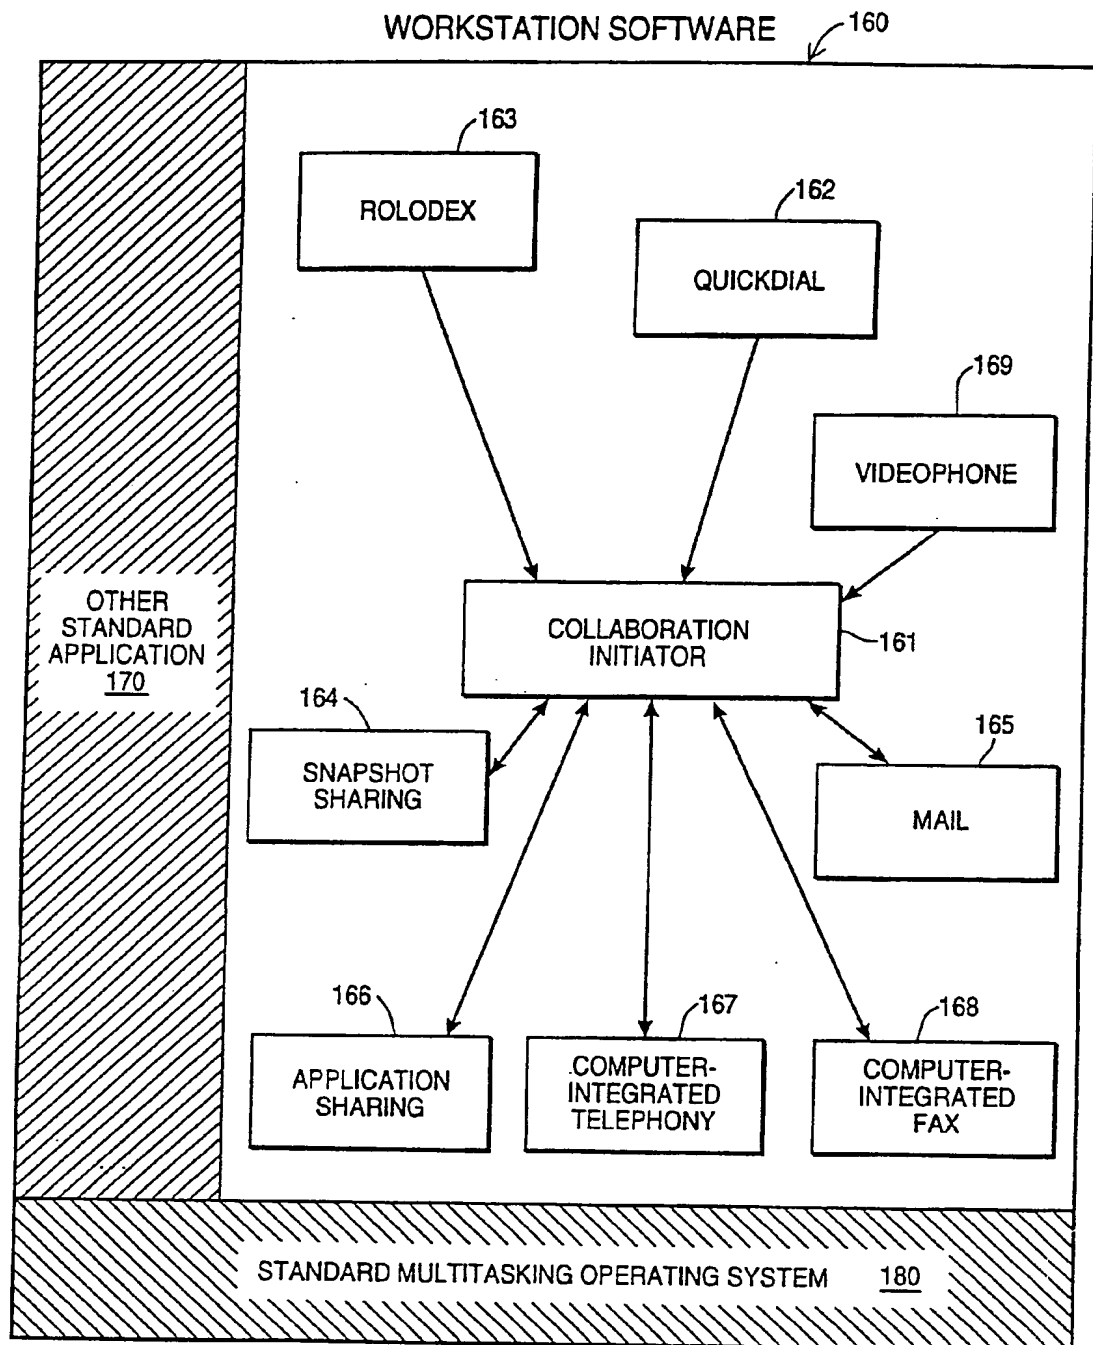 WORKSTATION SOFTWARE
160
163
ROLODEX
162
QUICKDIAL
169
VIDEOPHONE
OTHER
STANDARD
APPLICATION
170
COLLABORATION
INITIATOR
161
164
SNAPSHOT
SHARING
165
MAIL
166
APPLICATION
SHARING
167
COMPUTER-
INTEGRATED
TELEPHONY
168
COMPUTER-
INTEGRATED
FAX
STANDARD MULTITASKING OPERATING SYSTEM 180